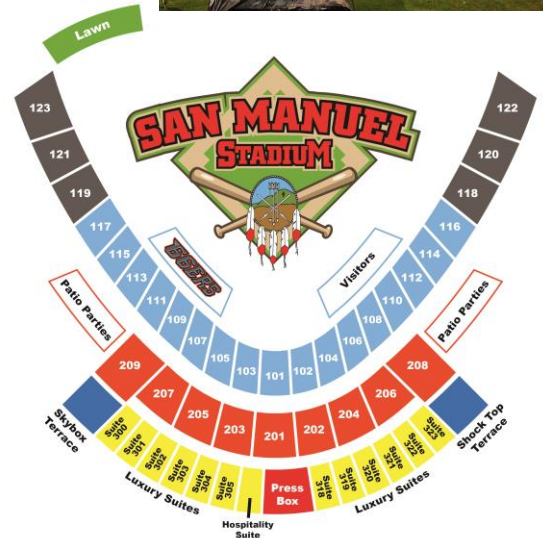 Lawn
123
121
119
117
115
113
111
109
107
105
103
101
102
104
106
108
110
112
114
116
118
120
122
SAN MANUEL
STADIUM
66ERS
Visitors
Patio Parties
Patio Parties
209
207
205
203
201
202
204
206
208
Skybox
Terrace
Shock Top
Terrace
Suite
300
Suite
301
Suite
302
Suite
303
Suite
304
Suite
305
Luxury Suites
Hospitality
Suite
Press
Box
Suite
318
Suite
319
Suite
320
Suite
321
Suite
322
Suite
323
Luxury Suites